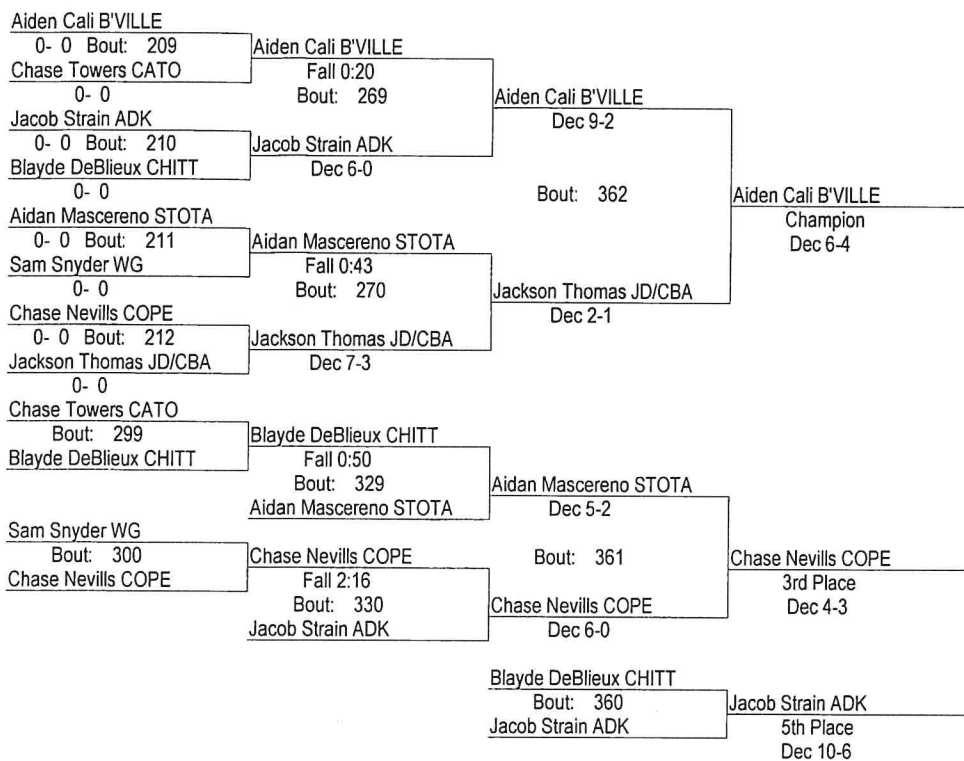 Aiden Cali B'VILLE
0- 0 Bout: 209
Chase Towers CATO
0- 0
Jacob Strain ADK
0- 0 Bout: 210
Blayde DeBlieux CHITT
0- 0
Aidan Mascereno STOTA
0- 0 Bout: 211
Sam Snyder WG
0- 0
Chase Nevills COPE
0- 0 Bout: 212
Jackson Thomas JD/CBA
0- 0
Aiden Cali B'VILLE
Fall 0:20
Bout: 269
Jacob Strain ADK
Dec 6-0
Aidan Mascereno STOTA
Fall 0:43
Bout: 270
Jackson Thomas JD/CBA
Dec 7-3
Aiden Cali B'VILLE
Dec 9-2
Bout: 362
Jackson Thomas JD/CBA
Dec 2-1
Aiden Cali B'VILLE
Champion
Dec 6-4
Chase Towers CATO
Bout: 299
Blayde DeBlieux CHITT
Sam Snyder WG
Bout: 300
Chase Nevills COPE
Blayde DeBlieux CHITT
Fall 0:50
Bout: 329
Aidan Mascereno STOTA
Chase Nevills COPE
Fall 2:16
Bout: 330
Jacob Strain ADK
Aidan Mascereno STOTA
Dec 5-2
Bout: 361
Chase Nevills COPE
Dec 6-0
Chase Nevills COPE
3rd Place
Dec 4-3
Blayde DeBlieux CHITT
Bout: 360
Jacob Strain ADK
Jacob Strain ADK
5th Place
Dec 10-6